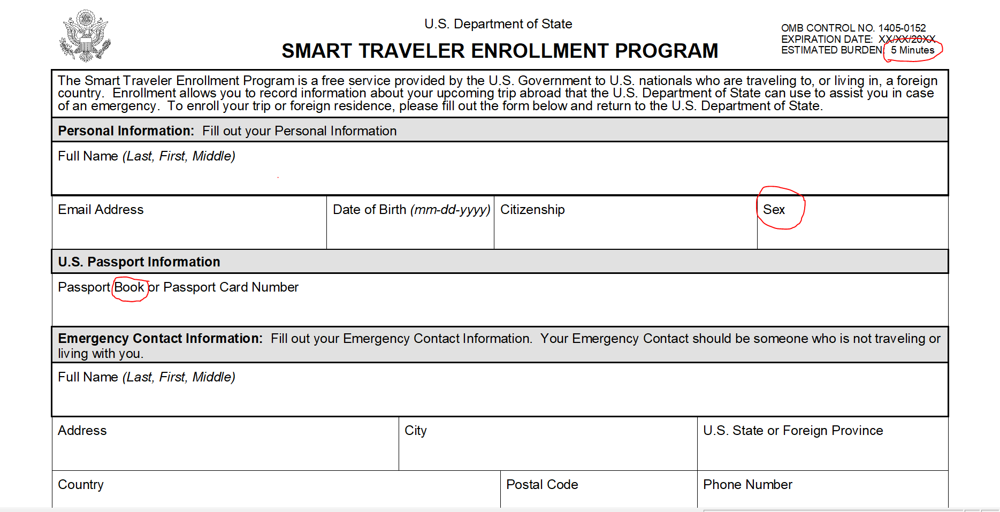 U.S. Department of State
SMART TRAVELER ENROLLMENT PROGRAM
OMB CONTROL NO. 1405-0152
EXPIRATION DATE: XX/XX/20XX
ESTIMATED BURDEN: 5 Minutes
The Smart Traveler Enrollment Program is a free service provided by the U.S. Government to U.S. nationals who are traveling to, or living in, a foreign
country. Enrollment allows you to record information about your upcoming trip abroad that the U.S. Department of State can use to assist you in case
of an emergency. To enroll your trip or foreign residence, please fill out the form below and return to the U.S. Department of State.
Personal Information: Fill out your Personal Information
Full Name (Last, First, Middle)
Email Address
Date of Birth (mm-dd-yyyy)
Citizenship
Sex
U.S. Passport Information
Passport Book or Passport Card Number
Emergency Contact Information: Fill out your Emergency Contact Information. Your Emergency Contact should be someone who is not traveling or
living with you.
Full Name (Last, First, Middle)
Address
City
U.S. State or Foreign Province
Country
Postal Code
Phone Number